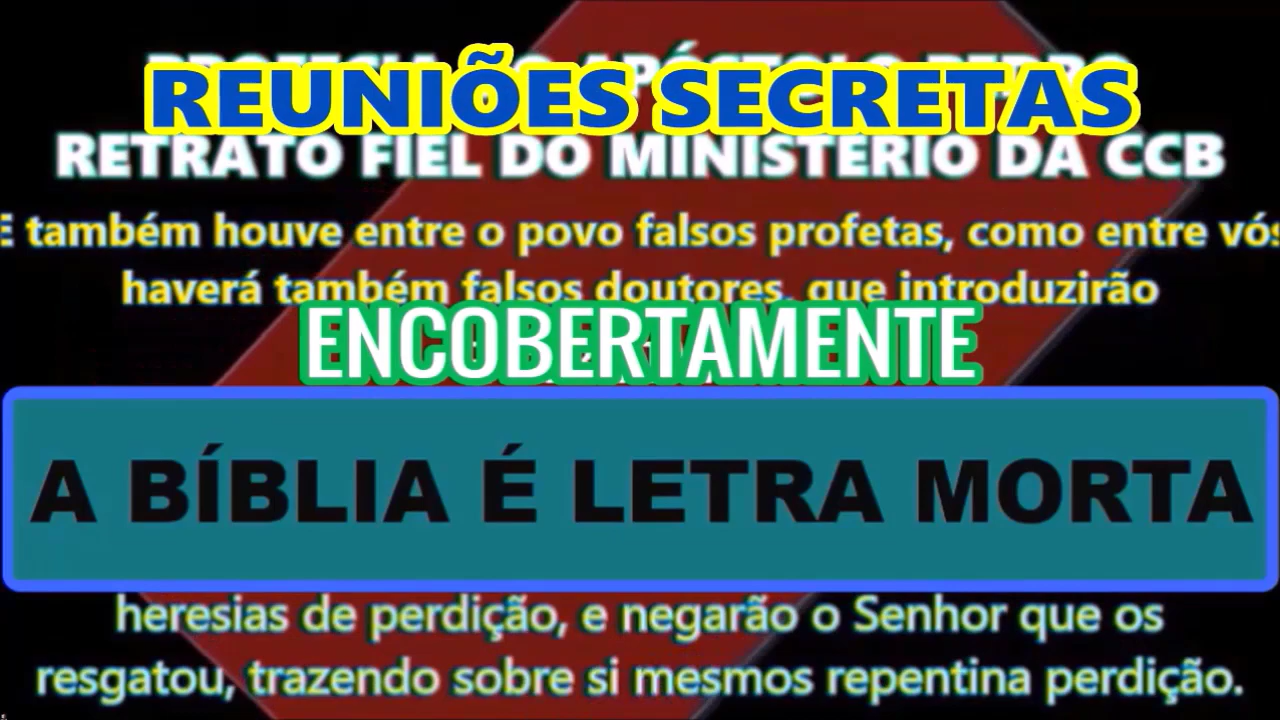 REUNIÕES SECRETAS
RETRATO FIEL DO MINISTÉRIO DA CCB
E também houve entre o povo falsos profetas, como entre vós
haverá também falsos doutores, que introduzirão
ENCOBERTAMENTE
A BÍBLIA É LETRA MORTA
heresias de perdição, e negarão o Senhor que os
resgatou, trazendo sobre si mesmos repentina perdição.